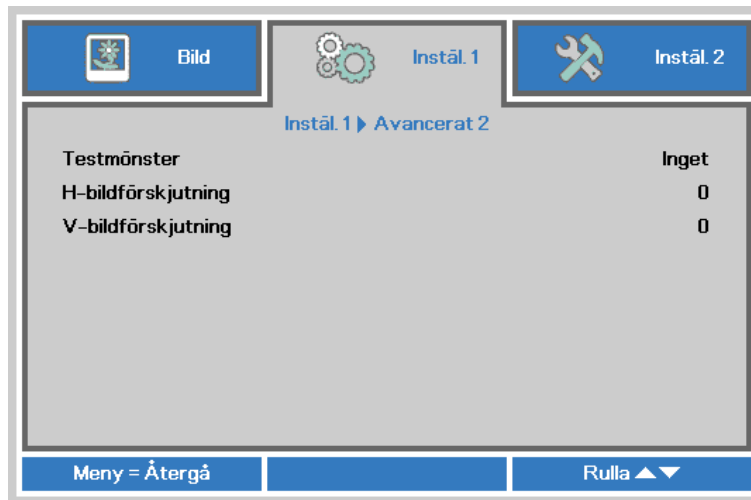 Bild
Instäl. 1
Instäl. 2
Instäl. 1 ▶ Avancerat 2
Testmönster Inget
H-bildförskjutning 0
V-bildförskjutning 0
Meny = Återgå
Rulla ▲▼